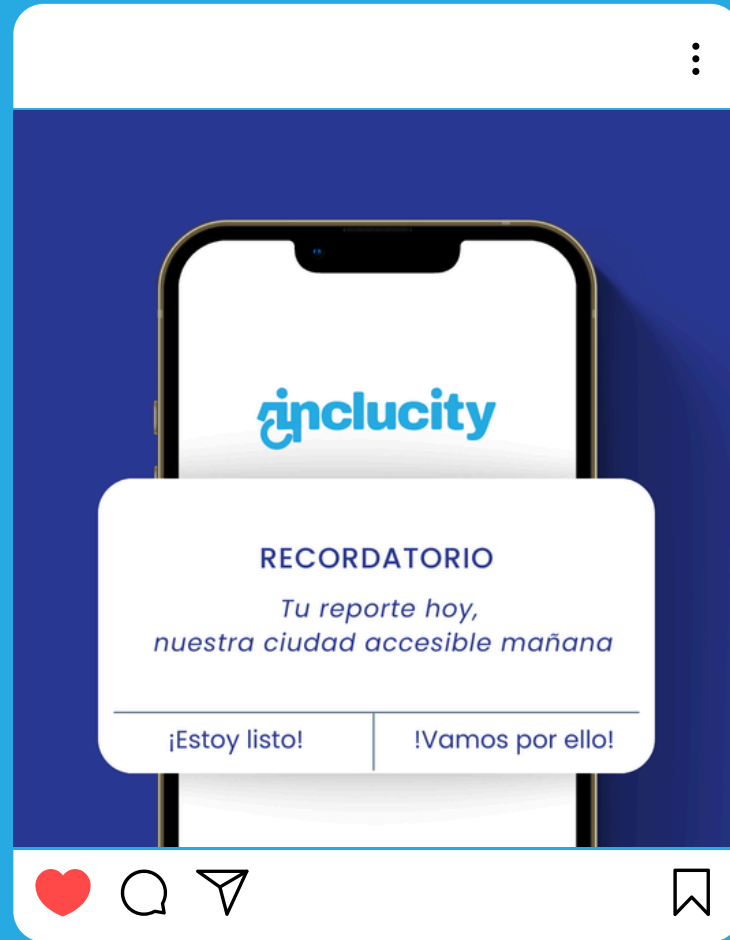 inclucity
RECORDATORIO
Tu reporte hoy,
nuestra ciudad accesible mañana
¡Estoy listo!
!Vamos por ello!